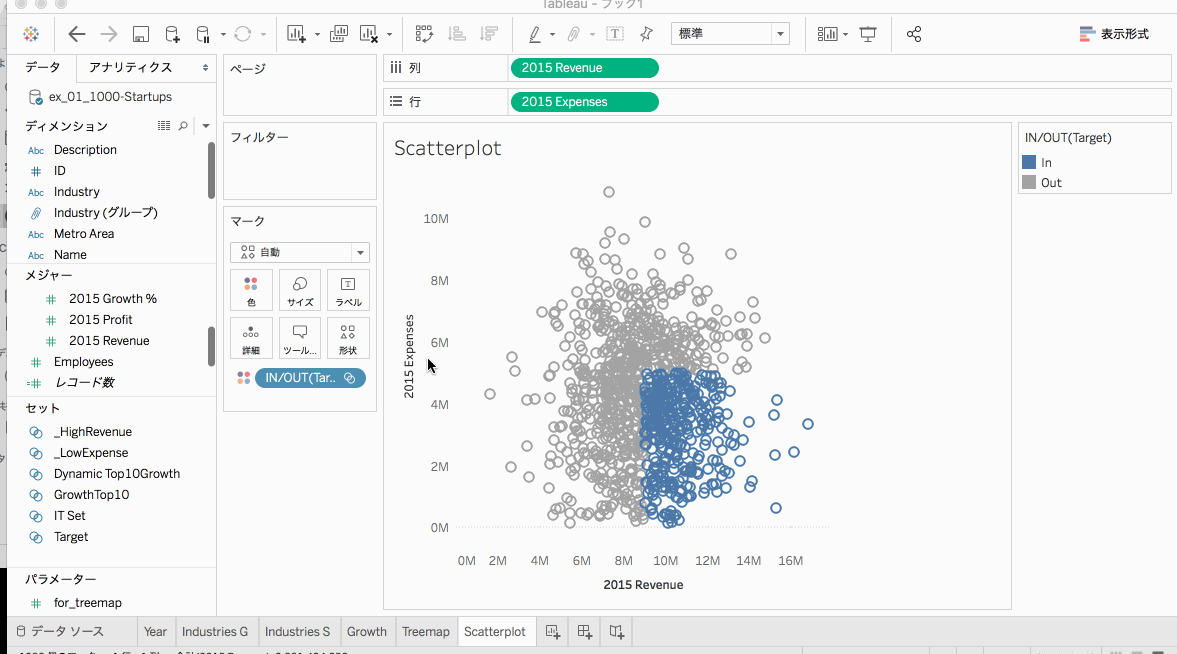 Tableau - ブック1
標準
表示形式
データ
アナリティクス
ex_01_1000-Startups
ディメンション
Abc Description
ID
Abc Industry
Industry (グループ)
Abc Metro Area
Abc Name
メジャー
2015 Growth %
2015 Profit
2015 Revenue
Employees
レコード数
セット
_HighRevenue
_LowExpense
Dynamic Top10Growth
GrowthTop10
IT Set
Target
パラメーター
for_treemap
ページ
フィルター
マーク
自動
色
サイズ
ラベル
詳細
ツール...
形状
IN/OUT(Tar..
列
2015 Revenue
行
2015 Expenses
Scatterplot
10M
8M
6M
4M
2M
0M
2015 Expenses
0M 2M 4M 6M 8M 10M 12M 14M 16M
2015 Revenue
IN/OUT(Target)
In
Out
データ ソース
Year
Industries G
Industries S
Growth
Treemap
Scatterplot